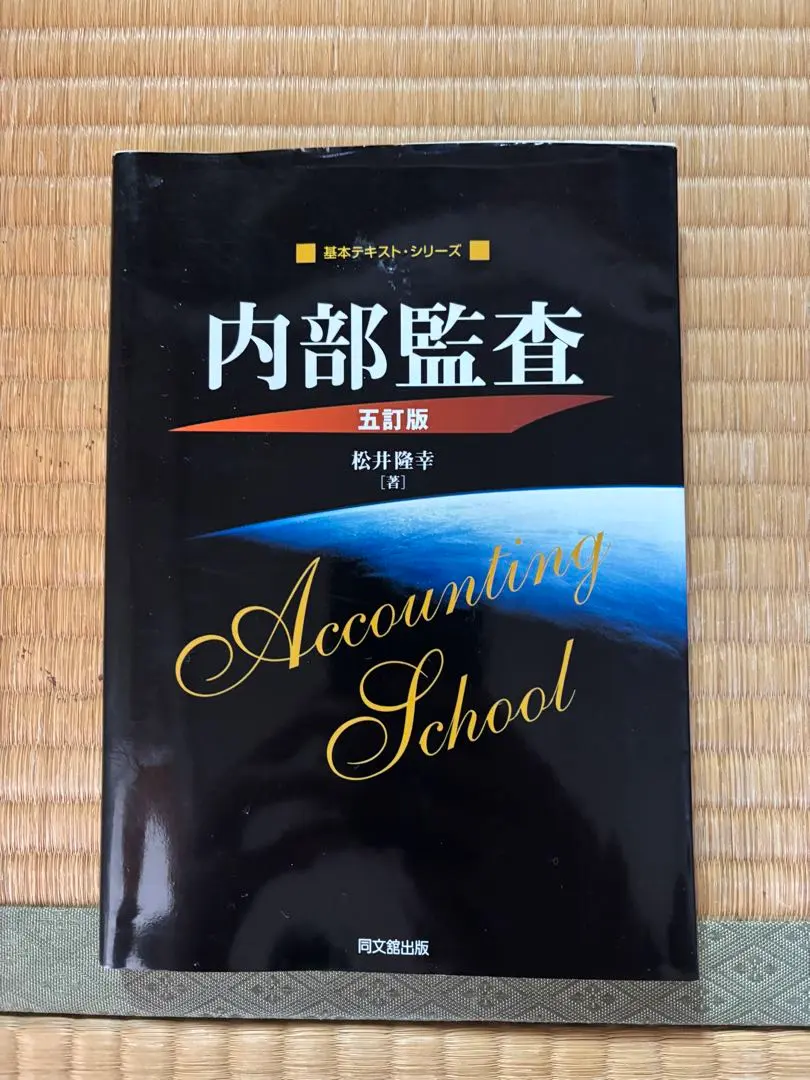 基本テキスト・シリーズ
内部監査
五訂版
松井隆幸
[著]
Accounting
School
同文舘出版